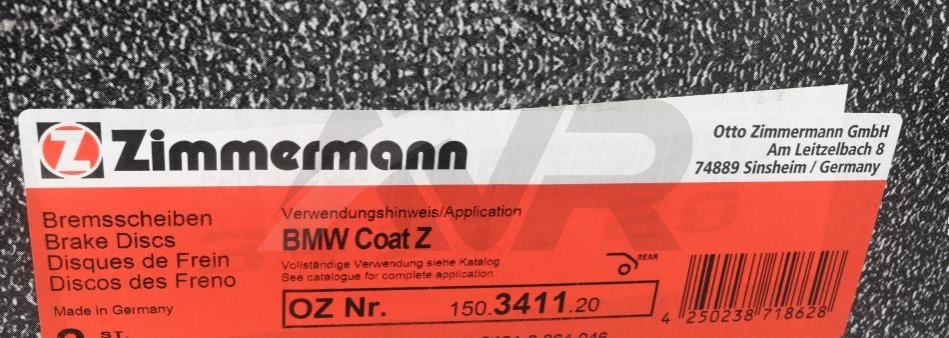 Z Zimmermann
Otto Zimmermann GmbH
Am Leitzelbach 8
74889 Sinsheim / Germany
Bremsscheiben
Brake Discs
Disques de Frein
Discos des Freno
Made in Germany
ST.
Verwendungshinweis/Application
BMW Coat Z
Vollständige Verwendung siehe Katalog
See catalogue for complete application
REAR
OZ Nr. 150.3411.20
4 250238 718628